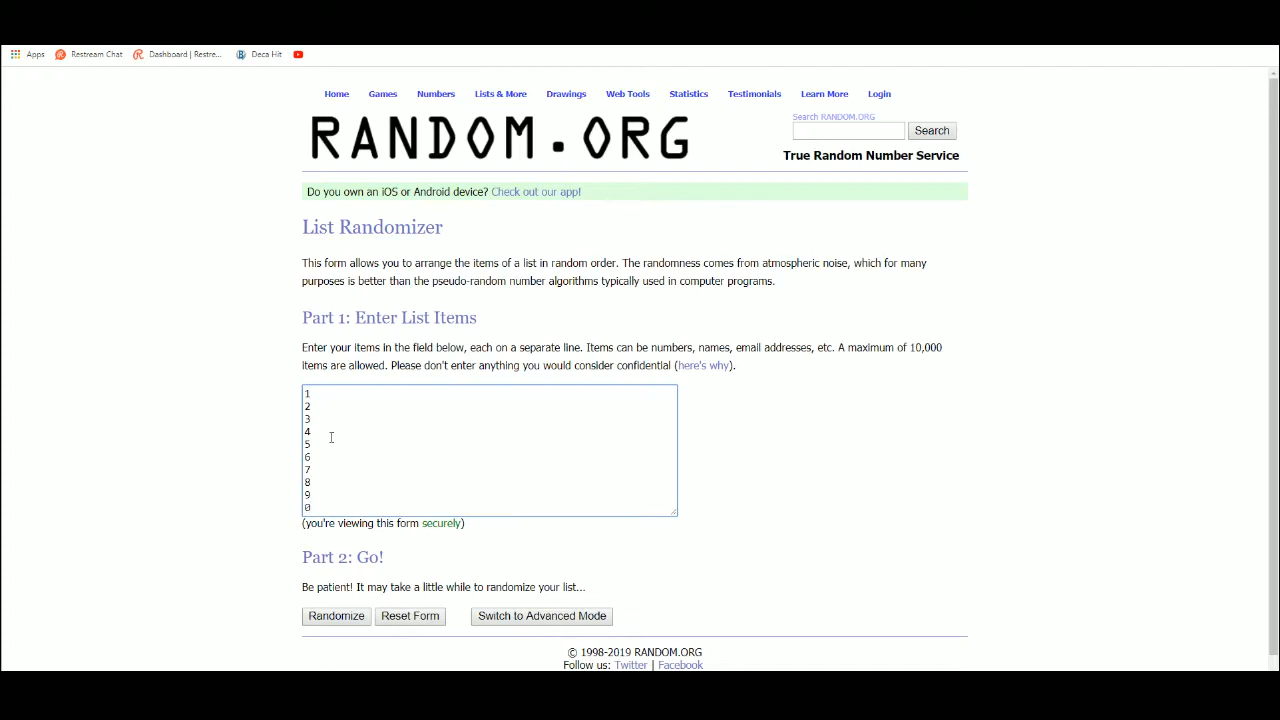 Apps Restream Chat Dashboard | Restre... Deca Hit
Home Games Numbers Lists & More Drawings Web Tools Statistics Testimonials Learn More Login
RANDOM.ORG
Search RANDOM.ORG
Search
True Random Number Service
Do you own an iOS or Android device? Check out our app!
List Randomizer
This form allows you to arrange the items of a list in random order. The randomness comes from atmospheric noise, which for many
purposes is better than the pseudo-random number algorithms typically used in computer programs.
Part 1: Enter List Items
Enter your items in the field below, each on a separate line. Items can be numbers, names, email addresses, etc. A maximum of 10,000
items are allowed. Please don't enter anything you would consider confidential (here's why).
1
2
3
4
5
6
7
8
9
0
(you're viewing this form securely)
Part 2: Go!
Be patient! It may take a little while to randomize your list...
Randomize Reset Form Switch to Advanced Mode
© 1998-2019 RANDOM.ORG
Follow us: Twitter | Facebook